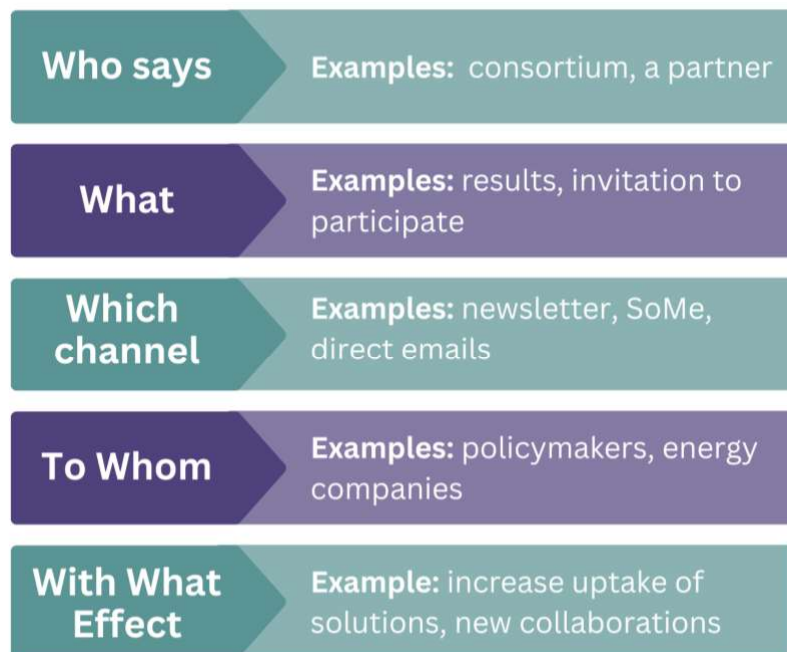 Who says
Examples: consortium, a partner
What
Examples: results, invitation to
participate
Which
channel
Examples: newsletter, SoMe,
direct emails
To Whom
Examples: policymakers, energy
companies
With What
Effect
Example: increase uptake of
solutions, new collaborations